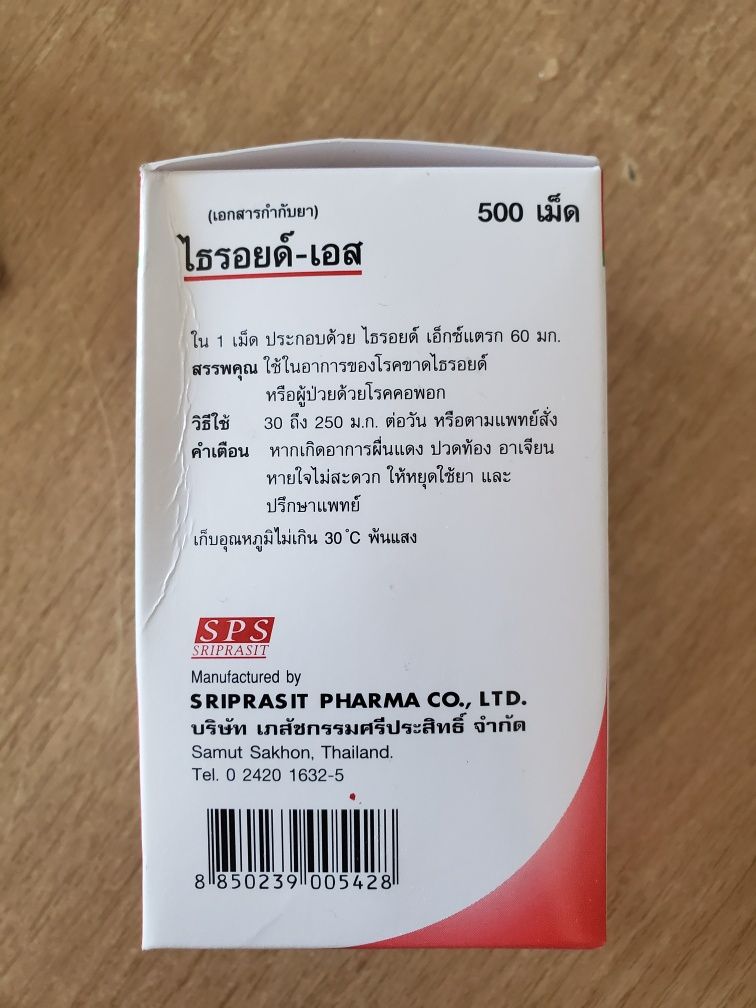 (เอกสารกำกับยา)
500 เม็ด
ไธรอยด์-เอส
ใน 1 เม็ด ประกอบด้วย ไธรอยด์ เอ็กซ์แตรก 60 มก.
สรรพคุณ ใช้ในอาการของโรคขาดไธรอยด์
หรือผู้ป่วยด้วยโรคคอพอก
วิธีใช้ 30 ถึง 250 ม.ก. ต่อวัน หรือตามแพทย์สั่ง
คำเตือน หากเกิดอาการผื่นแดง ปวดท้อง อาเจียน
หายใจไม่สะดวก ให้หยุดใช้ยา และ
ปรึกษาแพทย์
เก็บอุณหภูมิไม่เกิน 30 °C พ้นแสง
SPS
SRIPRASIT
Manufactured by
SRIPRASIT PHARMA CO., LTD.
บริษัท เภสัชกรรมศรีประสิทธิ์ จำกัด
Samut Sakhon, Thailand.
Tel. 0 2420 1632-5
8 850239 005428